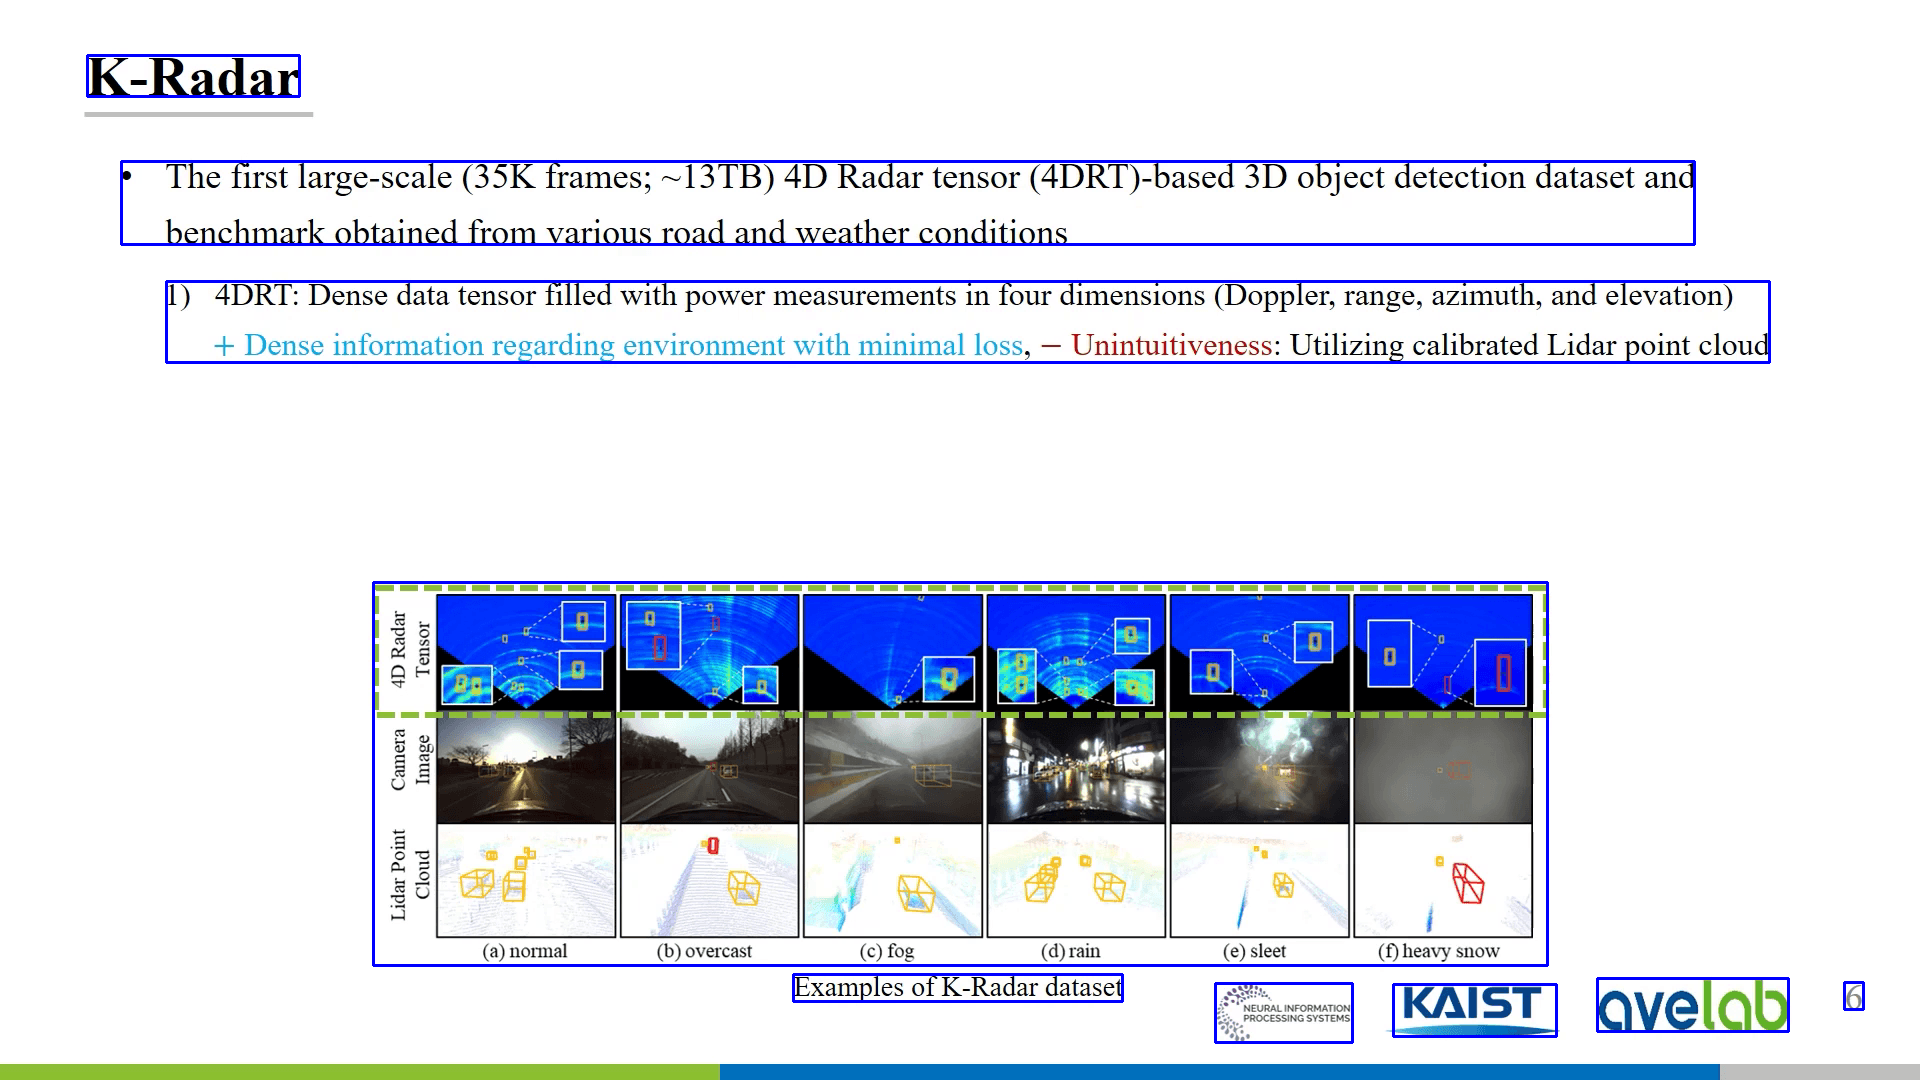 K-Radar
• The first large-scale (35K frames; ~13TB) 4D Radar tensor (4DRT)-based 3D object detection dataset and
benchmark obtained from various road and weather conditions
1) 4DRT: Dense data tensor filled with power measurements in four dimensions (Doppler, range, azimuth, and elevation)
+ Dense information regarding environment with minimal loss, − Unintuitiveness: Utilizing calibrated Lidar point cloud
4D Radar
Tensor
Camera
Image
Lidar Point
Cloud
(a) normal (b) overcast (c) fog (d) rain (e) sleet (f) heavy snow
Examples of K-Radar dataset
NEURAL INFORMATION
PROCESSING SYSTEMS
KAIST
avelab
6